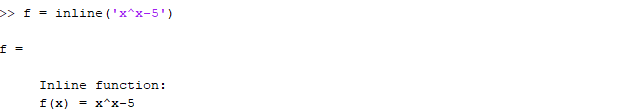 >> f = inline('x^x-5')
f =
Inline function:
f(x) = x^x-5